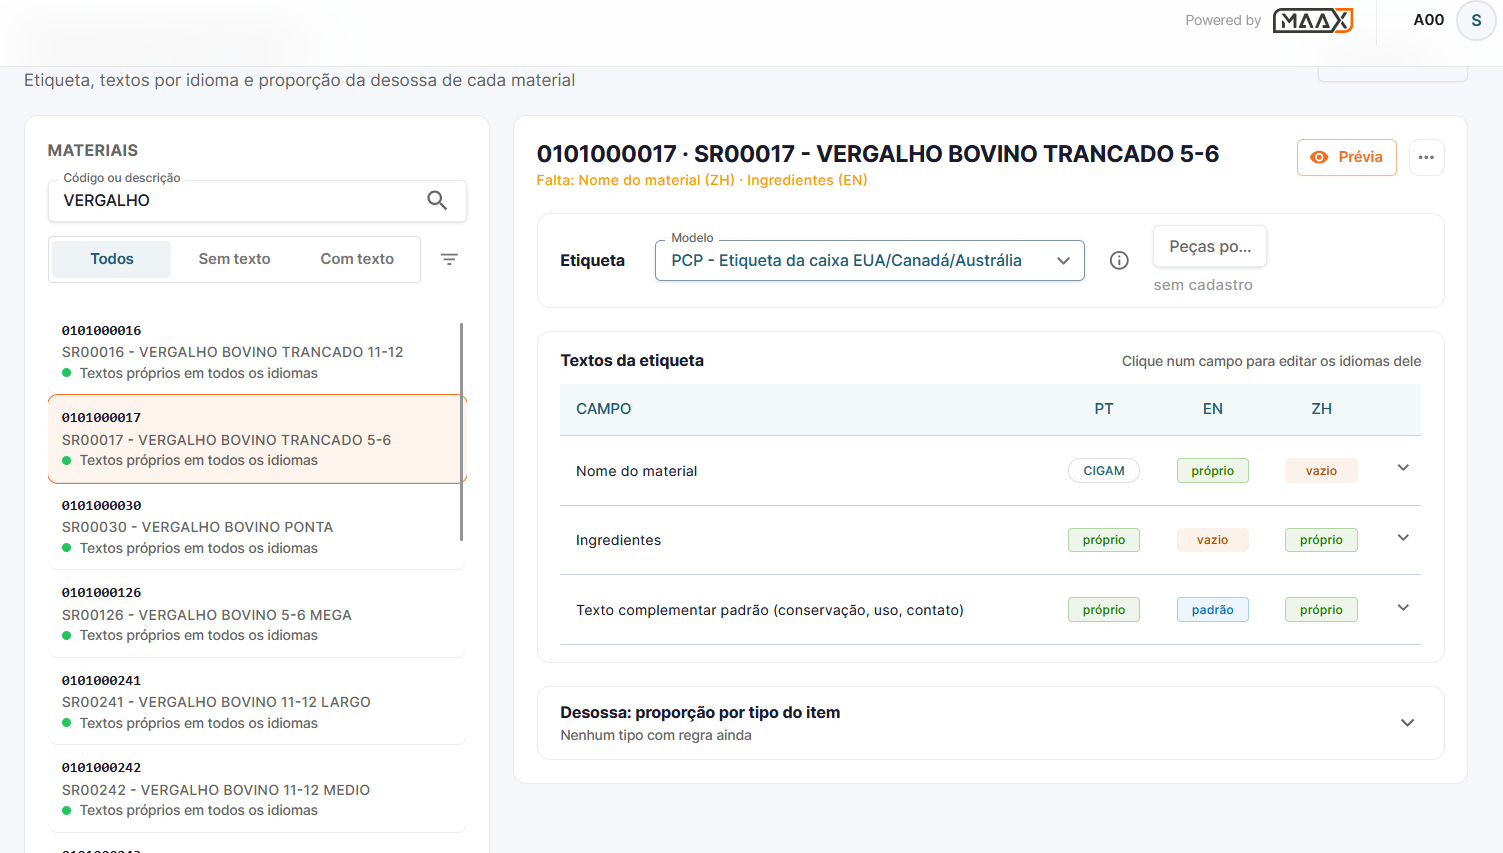 Powered by MAAX
A00
S
Etiqueta, textos por idioma e proporção da desossa de cada material
MATERIAIS
Código ou descrição
VERGALHO
Todos
Sem texto
Com texto
0101000016
SR00016 - VERGALHO BOVINO TRANCADO 11-12
Textos próprios em todos os idiomas
0101000017
SR00017 - VERGALHO BOVINO TRANCADO 5-6
Textos próprios em todos os idiomas
0101000030
SR00030 - VERGALHO BOVINO PONTA
Textos próprios em todos os idiomas
0101000126
SR00126 - VERGALHO BOVINO 5-6 MEGA
Textos próprios em todos os idiomas
0101000241
SR00241 - VERGALHO BOVINO 11-12 LARGO
Textos próprios em todos os idiomas
0101000242
SR00242 - VERGALHO BOVINO 11-12 MEDIO
Textos próprios em todos os idiomas
0101000017 · SR00017 - VERGALHO BOVINO TRANCADO 5-6
Falta: Nome do material (ZH) · Ingredientes (EN)
Prévia
Etiqueta
Modelo
PCP - Etiqueta da caixa EUA/Canadá/Austrália
Peças po...
sem cadastro
Textos da etiqueta
Clique num campo para editar os idiomas dele
CAMPO PT EN ZH
Nome do material CIGAM próprio vazio
Ingredientes próprio vazio próprio
Texto complementar padrão (conservação, uso, contato) próprio padrão próprio
Desossa: proporção por tipo do item
Nenhum tipo com regra ainda